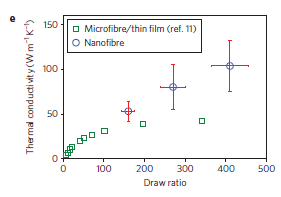 e
Thermal conductivity (W m⁻¹ K⁻¹)
150
100
50
0
Microfibre/thin film (ref. 11)
Nanofibre
0 100 200 300 400 500
Draw ratio